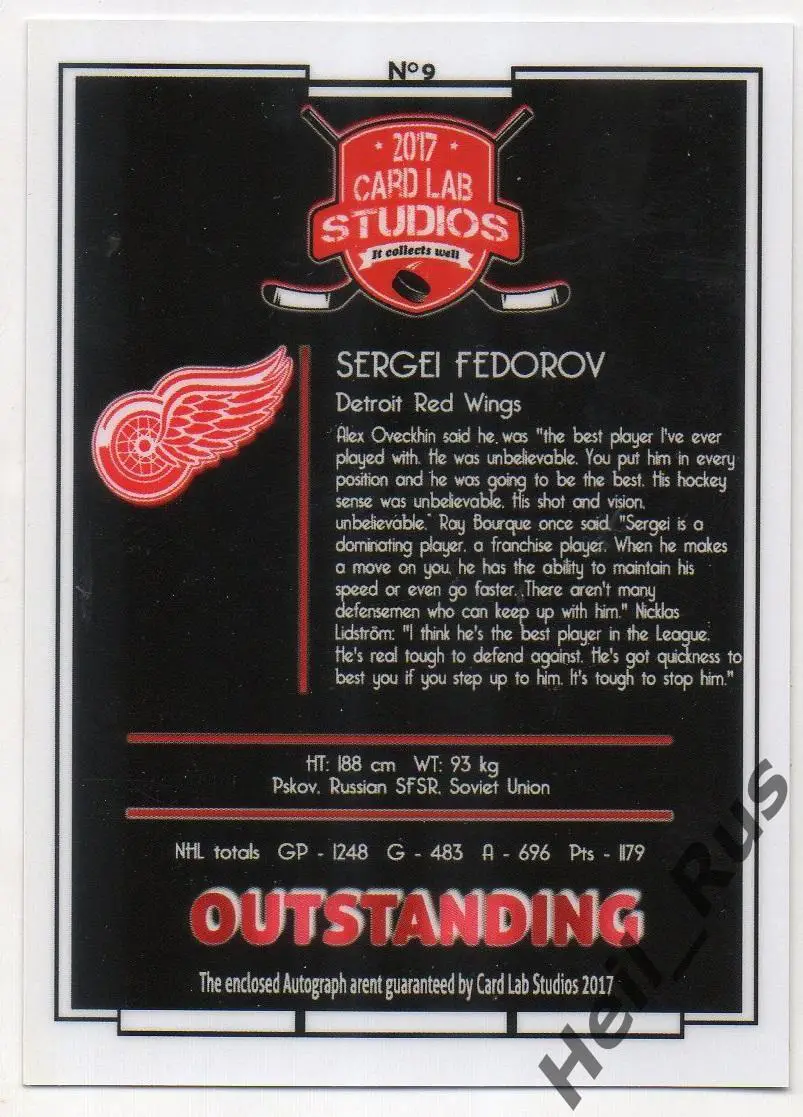 Nº9
2017
CARD LAB
STUDIOS
It collects well
SERGEI FEDOROV
Detroit Red Wings
Alex Oveckhin said he was "the best player I've ever
played with. He was unbelievable. You put him in every
position and he was going to be the best. His hockey
sense was unbelievable. His shot and vision,
unbelievable." Ray Bourque once said, "Sergei is a
dominating player, a franchise player. When he makes
a move on you, he has the ability to maintain his
speed or even go faster. There aren't many
defensemen who can keep up with him." Nicklas
Lidström: "I think he's the best player in the League.
He's real tough to defend against. He's got quickness to
best you if you step up to him. It's tough to stop him."
HT: 188 cm WT: 93 kg
Pskov, Russian SFSR, Soviet Union
NHL totals GP - 1248 G - 483 A - 696 Pts - 1179
OUTSTANDING
The enclosed Autograph arent guaranteed by Card Lab Studios 2017
Heil_Rus